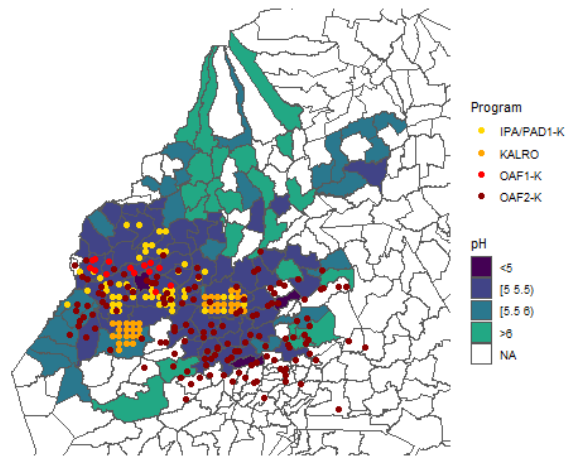 Program
IPA/PAD1-K
KALRO
OAF1-K
OAF2-K
pH
<5
[5 5.5)
[5.5 6)
>6
NA